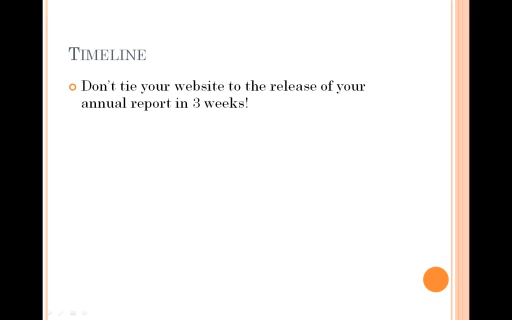 TIMELINE
Don't tie your website to the release of your
annual report in 3 weeks!